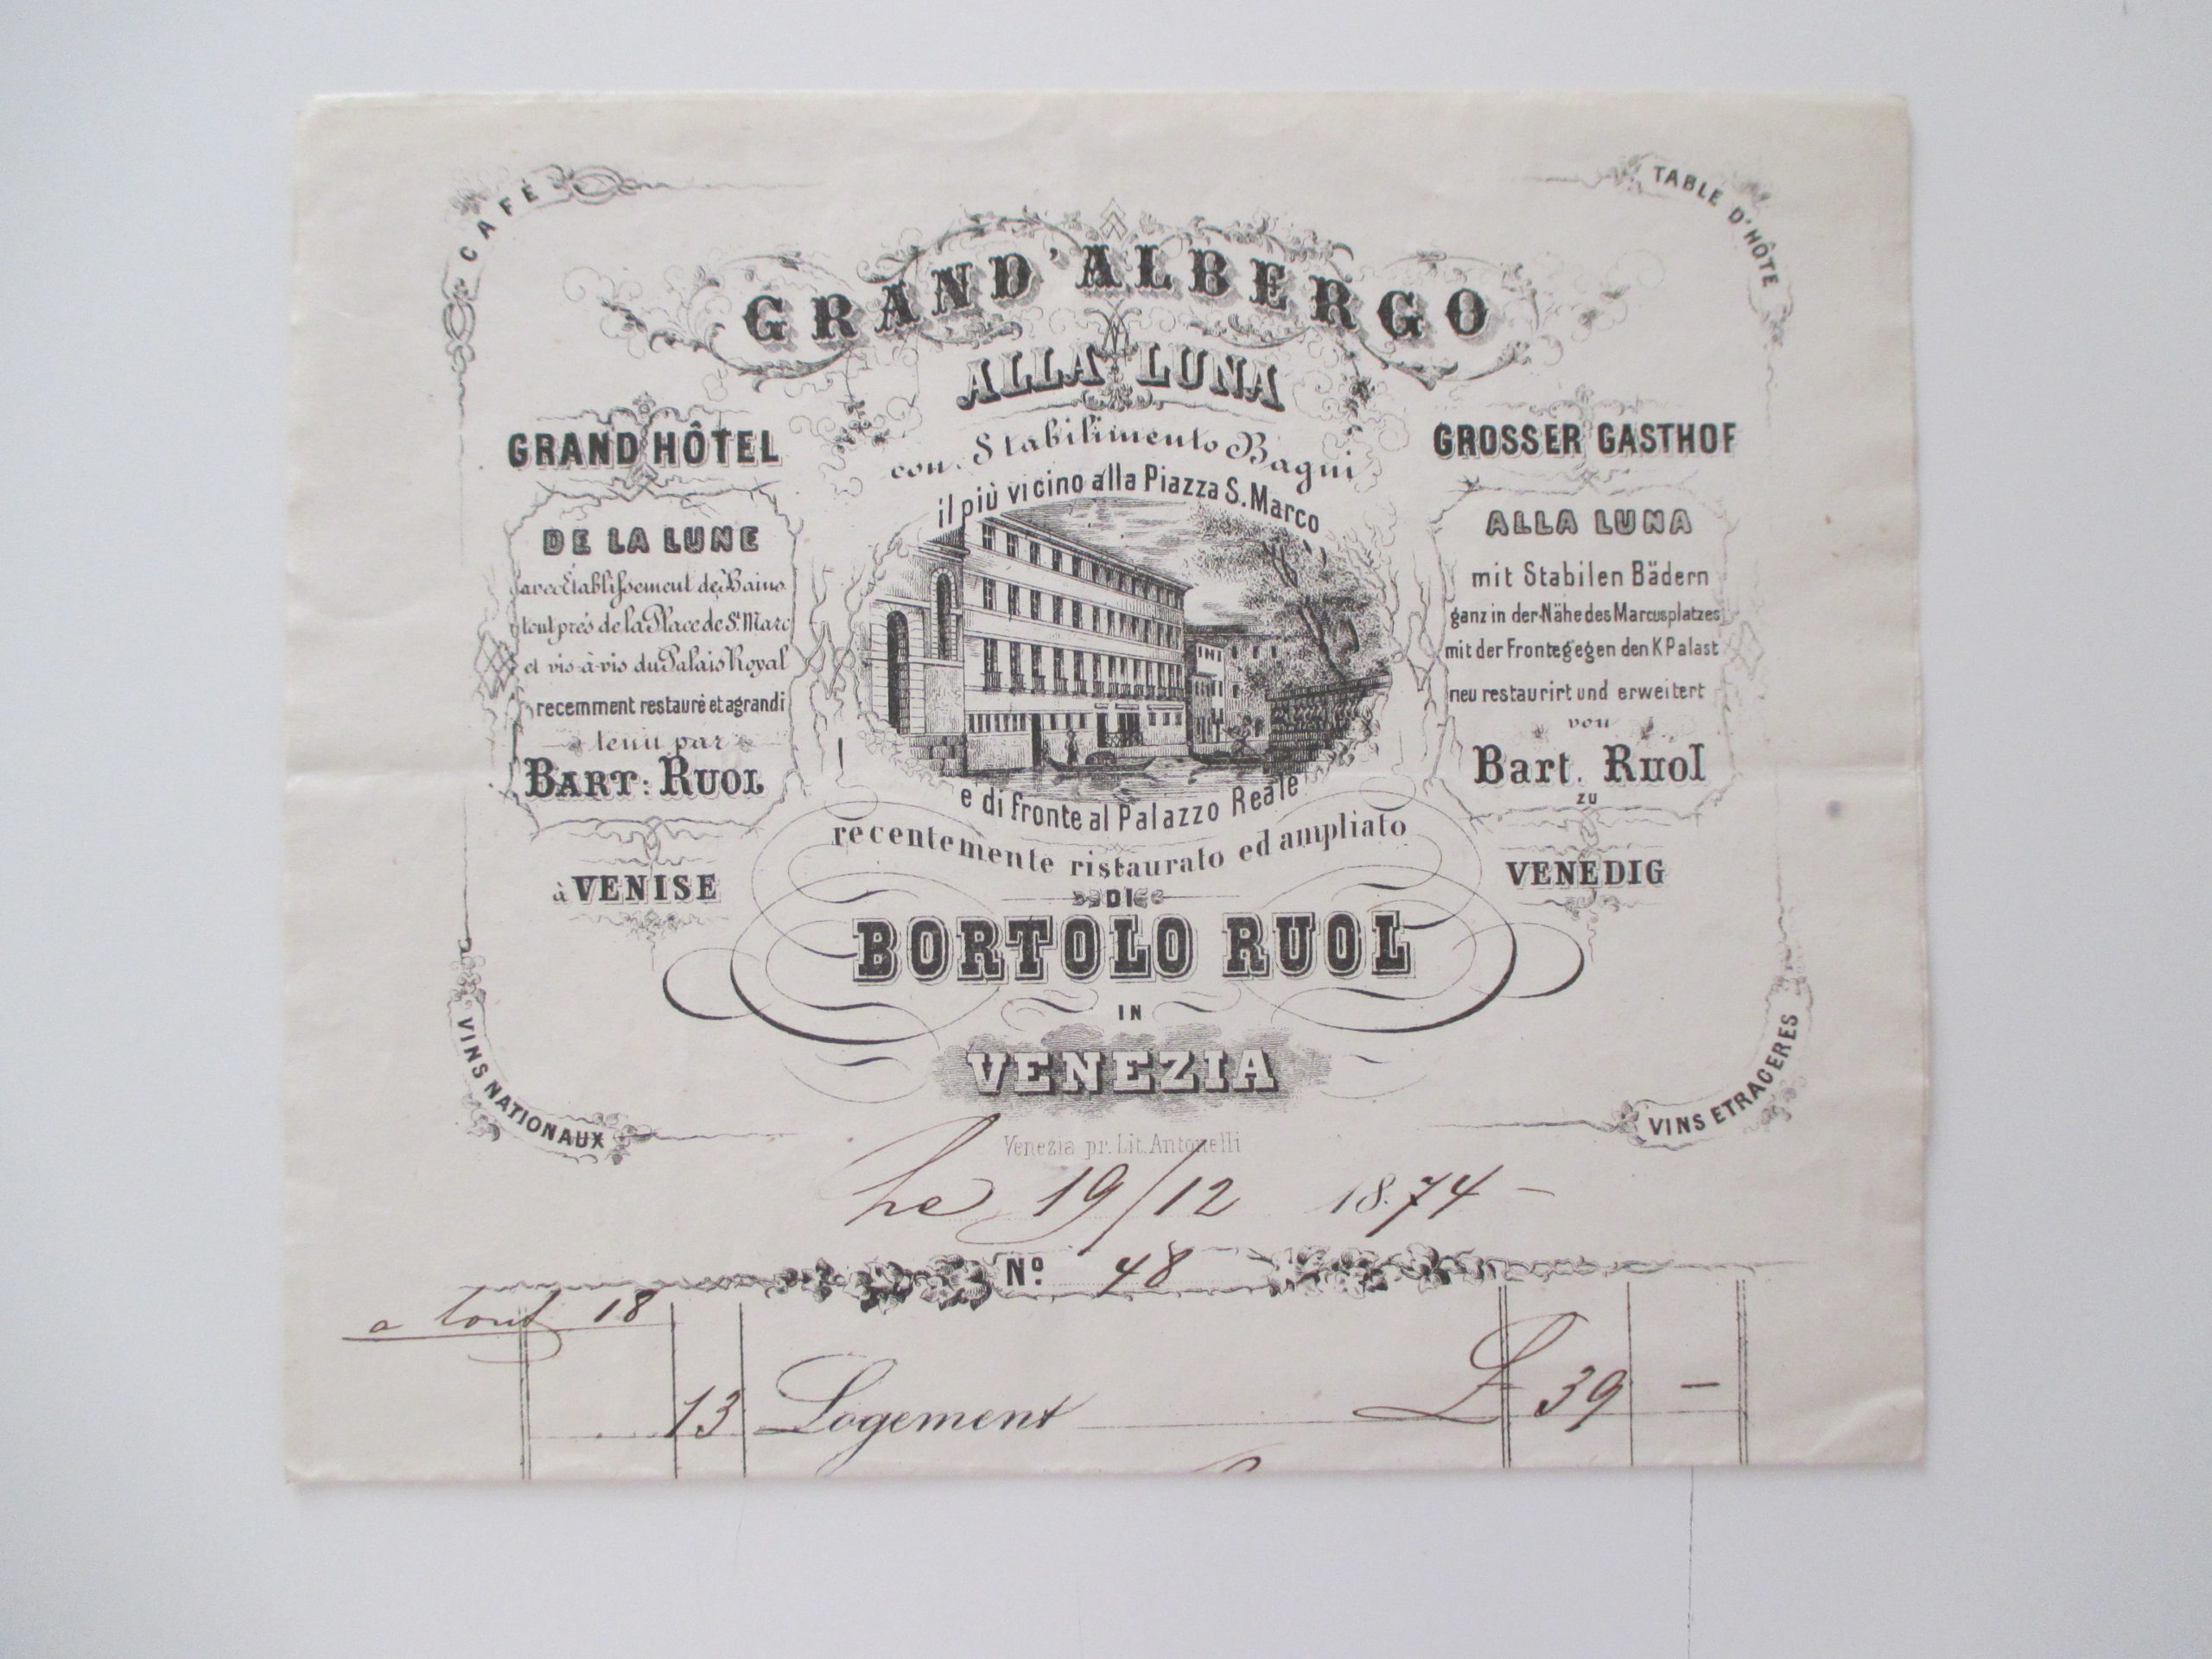 CAFÉ
TABLE D'HÔTE
GRAND'ALBERGO
ALLA LUNA
con Stabilimento Bagni
il più vicino alla Piazza S. Marco
e di fronte al Palazzo Reale
recentemente ristaurato ed ampliato
DI
BORTOLO RUOL
IN
VENEZIA
GRAND HÔTEL
DE LA LUNE
avec Etablissement de Bains
tout prés de la Place de St. Marc
et vis-à-vis du Palais Royal
recemment restauré et agrandi
tenu par
BART: RUOL
à VENISE
GROSSER GASTHOF
ALLA LUNA
mit Stabilen Bädern
ganz in der Nähe des Marcusplatzes
mit der Fronte gegen den K Palast
neu restaurirt und erweitert
von
Bart. Ruol
zu
VENEDIG
VINS NATIONAUX
VINS ETRAGERES
Venezia pr. Lit. Antonelli
19/12 1874 -
No. 48
a tout 18
13 Logement £ 39 -